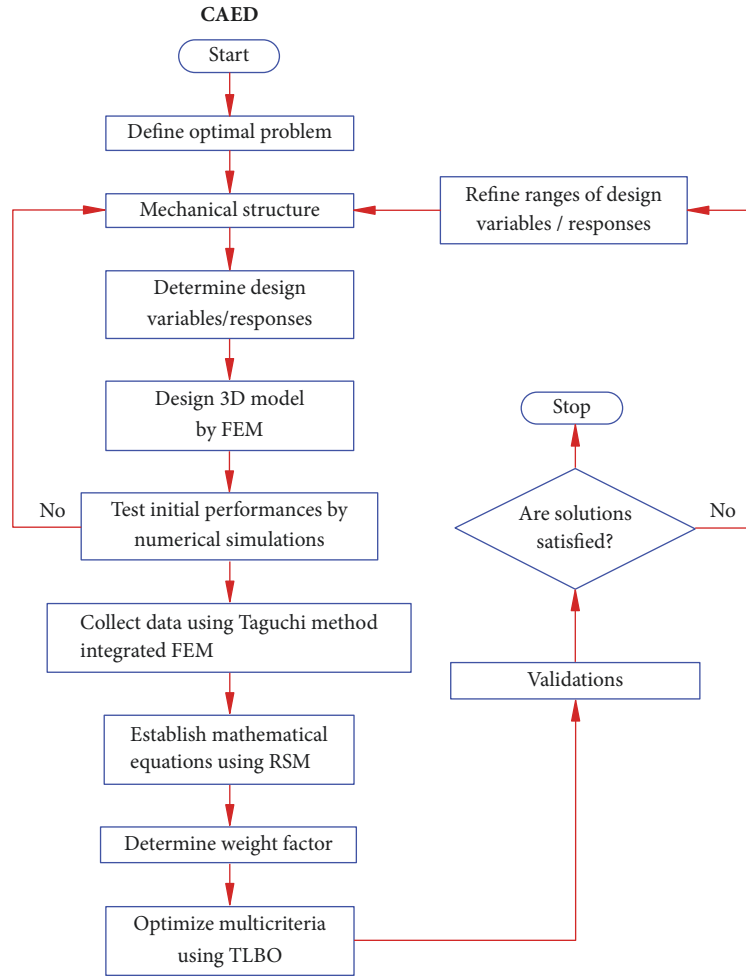 CAED
Start
Define optimal problem
Mechanical structure
Refine ranges of design
variables / responses
Determine design
variables/responses
Design 3D model
by FEM
Stop
No
Test initial performances by
numerical simulations
Are solutions
satisfied?
No
Collect data using Taguchi method
integrated FEM
Validations
Establish mathematical
equations using RSM
Determine weight factor
Optimize multicriteria
using TLBO